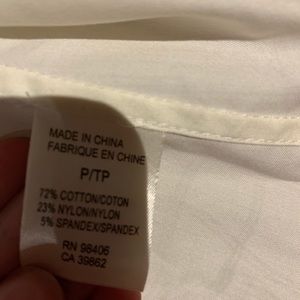 MADE IN CHINA
FABRIQUE EN CHINE
P/TP
72% COTTON/COTON
23% NYLON/NYLON
5% SPANDEX/SPANDEX
RN 98406
CA 39862